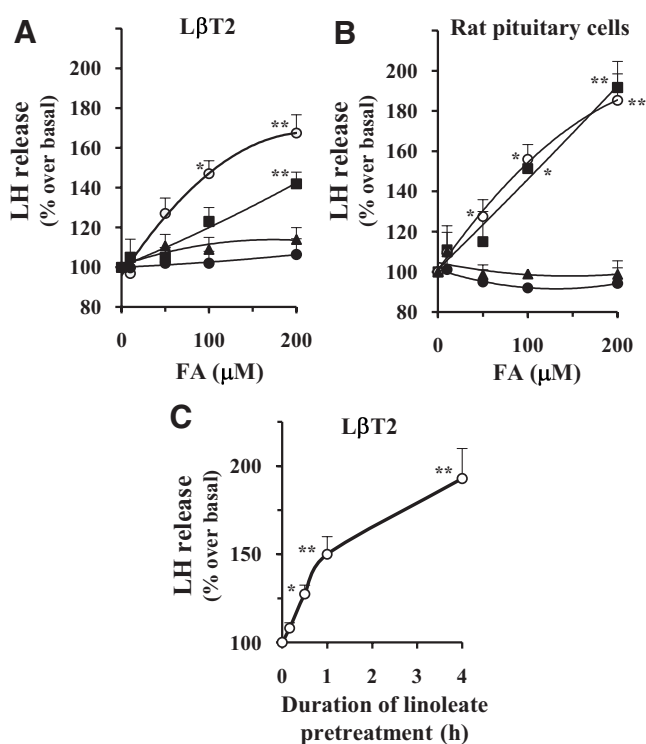 A
LβT2
LH release
(% over basal)
200
180
160
140
120
100
80
*
**
**
0
100
200
FA (μM)
B
Rat pituitary cells
LH release
(% over basal)
200
180
160
140
120
100
80
*
*
*
**
**
0
100
200
FA (μM)
C
LβT2
LH release
(% over basal)
200
150
100
*
**
**
0 1 2 3 4
Duration of linoleate
pretreatment (h)